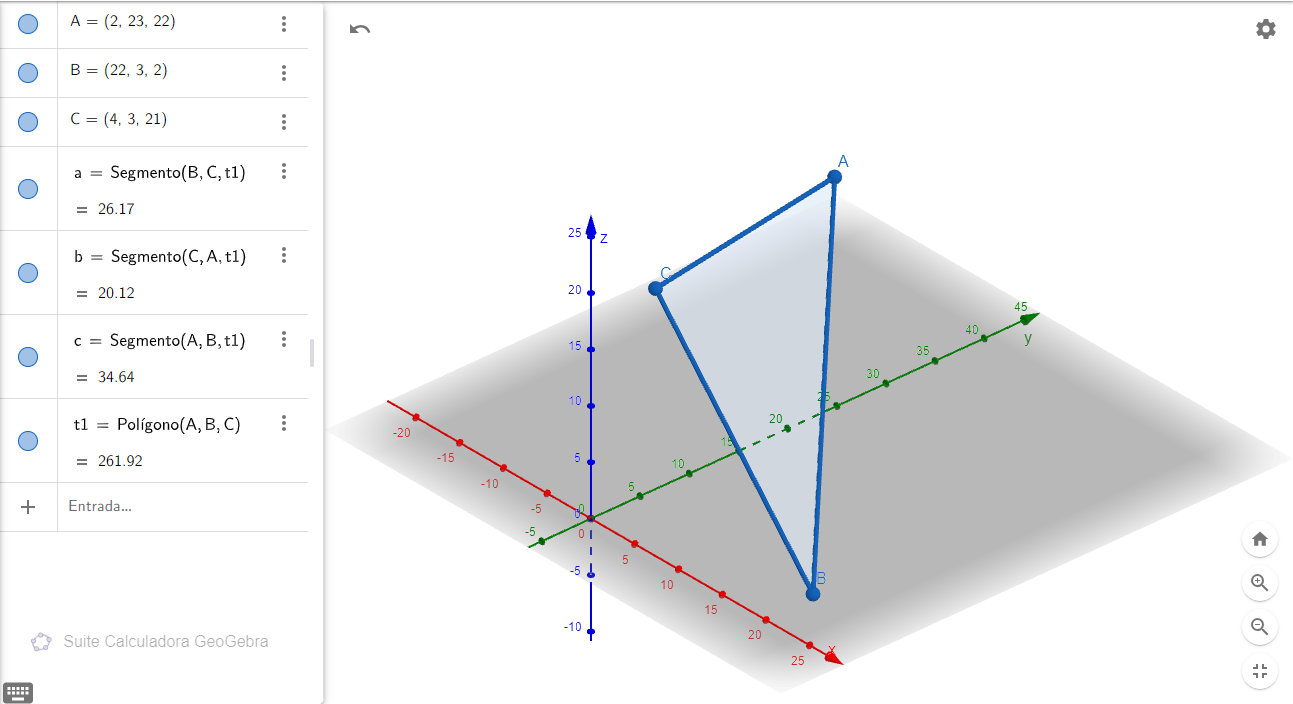 A = (2, 23, 22)
B = (22, 3, 2)
C = (4, 3, 21)
a = Segmento(B, C, t1)
= 26.17
b = Segmento(C, A, t1)
= 20.12
c = Segmento(A, B, t1)
= 34.64
t1 = Polígono(A, B, C)
= 261.92
+ Entrada...
Suite Calculadora GeoGebra
A
C
B
z
25
20
15
10
5
0
-5
-10
y
45
40
35
30
25
20
15
10
5
0
-5
-20
-15
-10
-5
0
5
10
15
20
25
x